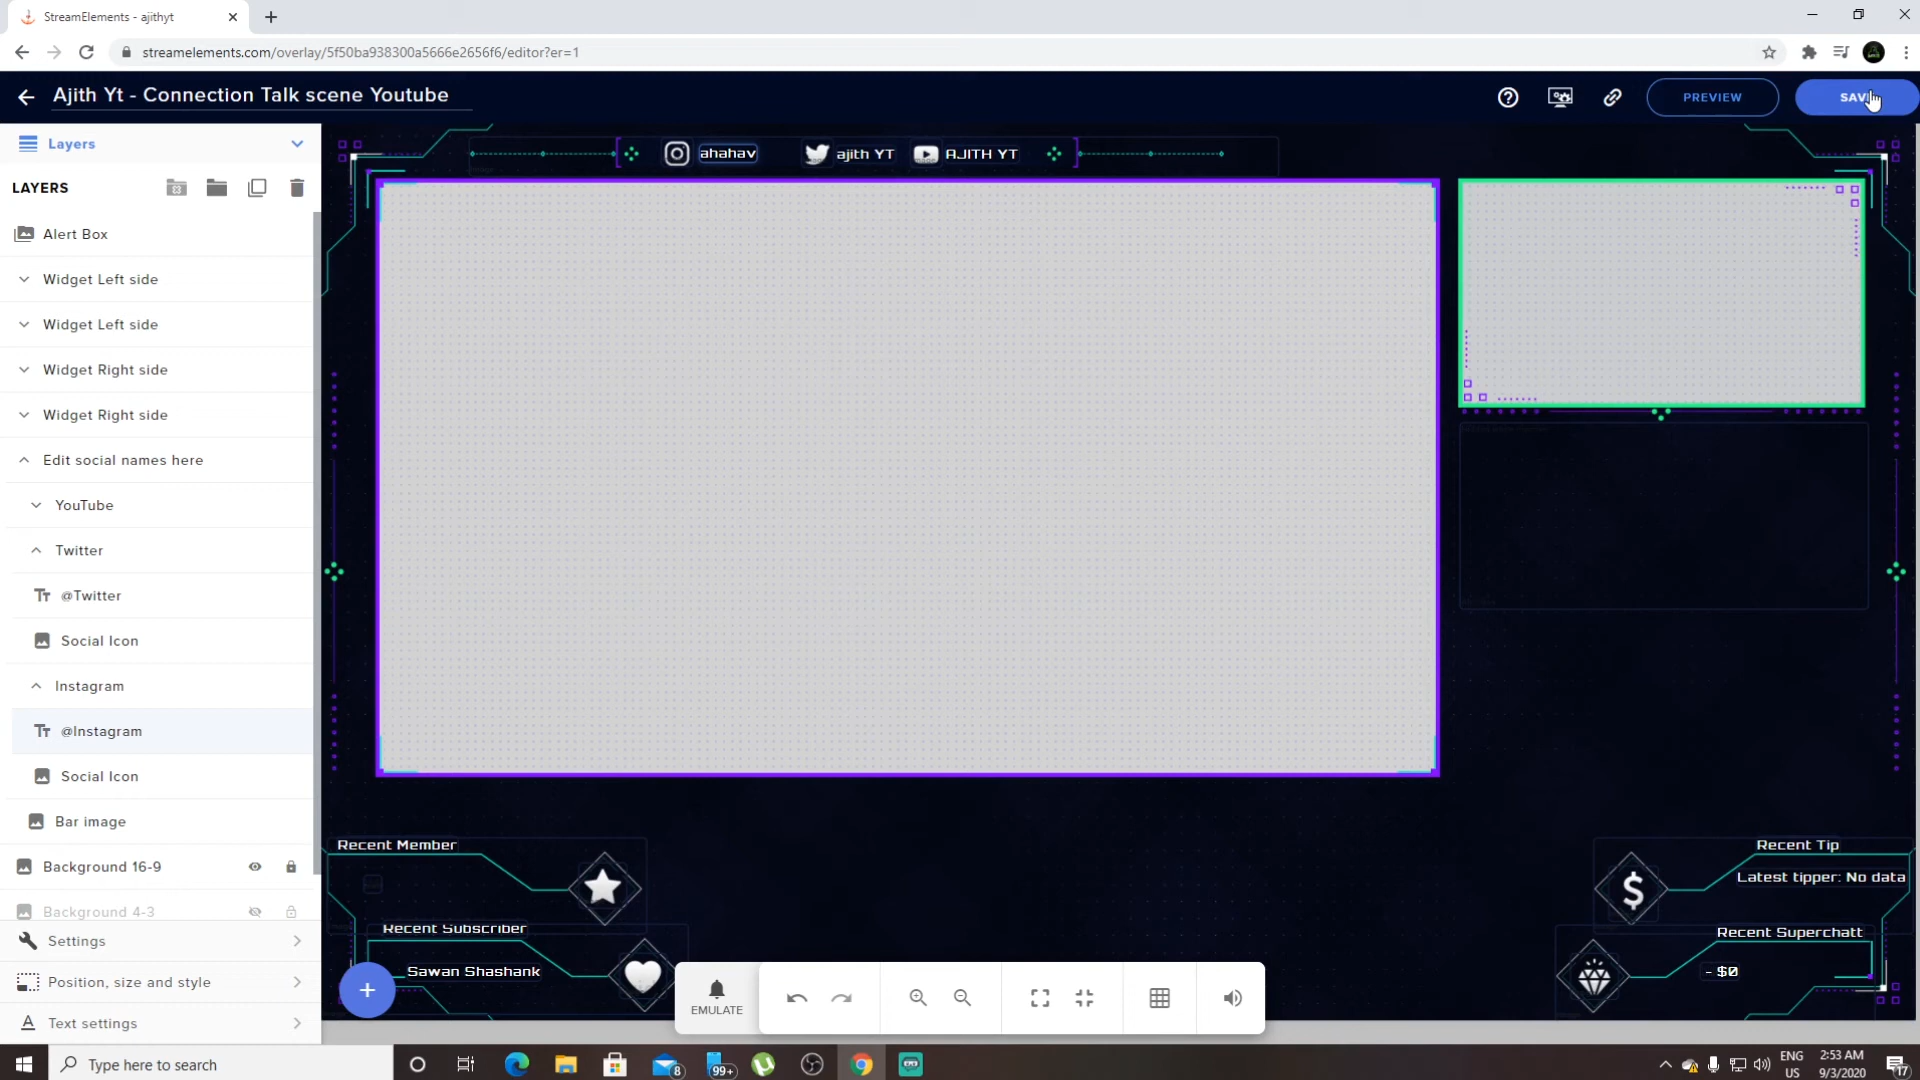 StreamElements - ajithyt
streamelements.com/overlay/5f50ba938300a5666e2656f6/editor?er=1
Ajith Yt - Connection Talk scene Youtube
PREVIEW
Layers
LAYERS
ahahav
ajith YT
AJITH YT
Alert Box
Widget Left side
Widget Left side
Widget Right side
Widget Right side
Edit social names here
YouTube
Twitter
@Twitter
Social Icon
Instagram
@Instagram
Social Icon
Bar image
Background 16-9
Background 4-3
Settings
Position, size and style
Text settings
Recent Member
Recent Subscriber
Sawan Shashank
Recent Tip
Latest tipper: No data
Recent Superchatt
- $0
EMULATE
Type here to search
8
99+
ENG
US
2:53 AM
9/3/2020
17